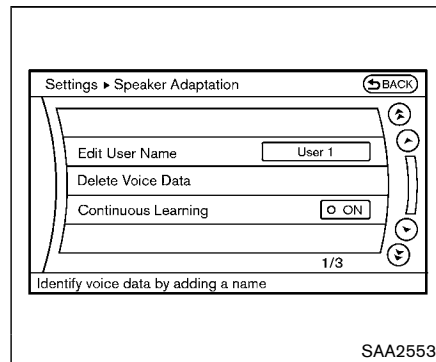 Settings ▸ Speaker Adaptation BACK
Edit User Name User 1
Delete Voice Data
Continuous Learning ON
1/3
Identify voice data by adding a name
SAA2553